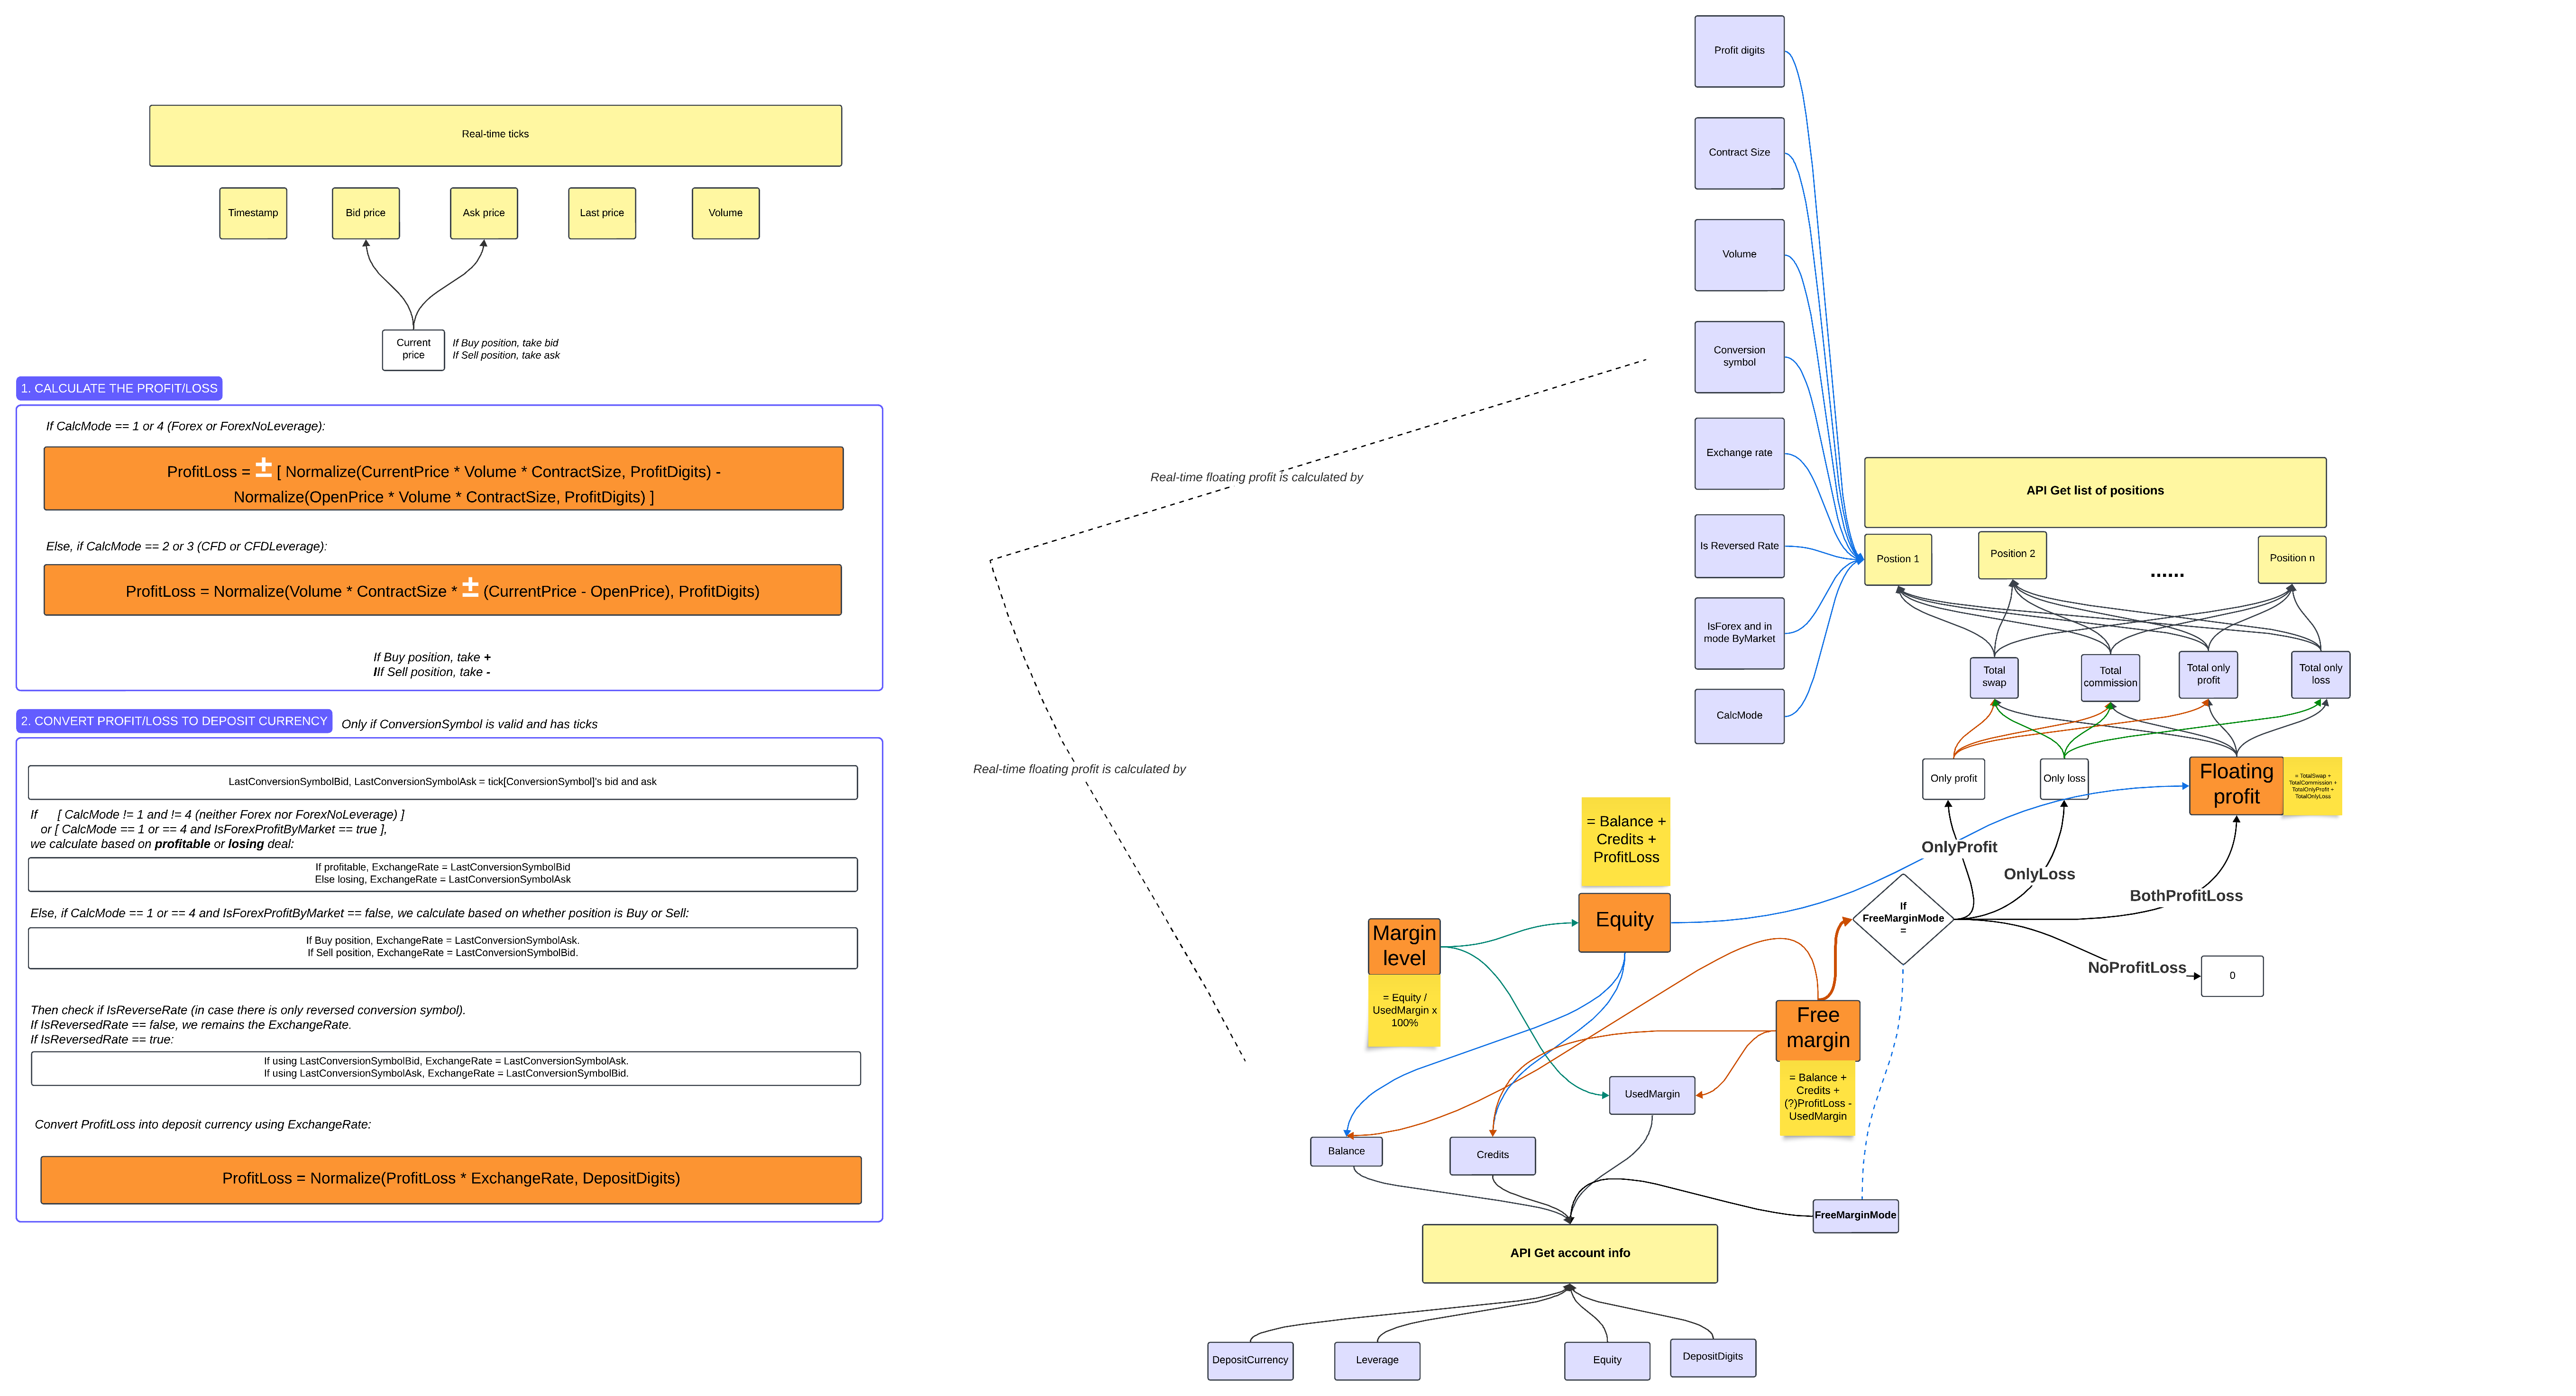 Real-time ticks
Timestamp
Bid price
Ask price
Last price
Volume
Current
price
If Buy position, take bid
If Sell position, take ask
1. CALCULATE THE PROFIT/LOSS
If CalcMode == 1 or 4 (Forex or ForexNoLeverage):
ProfitLoss = ± [ Normalize(CurrentPrice * Volume * ContractSize, ProfitDigits) -
Normalize(OpenPrice * Volume * ContractSize, ProfitDigits) ]
Else, if CalcMode == 2 or 3 (CFD or CFDLeverage):
ProfitLoss = Normalize(Volume * ContractSize * ± (CurrentPrice - OpenPrice), ProfitDigits)
If Buy position, take +
IIf Sell position, take -
2. CONVERT PROFIT/LOSS TO DEPOSIT CURRENCY
Only if ConversionSymbol is valid and has ticks
LastConversionSymbolBid, LastConversionSymbolAsk = tick[ConversionSymbol]'s bid and ask
If [ CalcMode != 1 and != 4 (neither Forex nor ForexNoLeverage) ]
or [ CalcMode == 1 or == 4 and IsForexProfitByMarket == true ],
we calculate based on profitable or losing deal:
If profitable, ExchangeRate = LastConversionSymbolBid
Else losing, ExchangeRate = LastConversionSymbolAsk
Else, if CalcMode == 1 or == 4 and IsForexProfitByMarket == false, we calculate based on whether position is Buy or Sell:
If Buy position, ExchangeRate = LastConversionSymbolAsk.
If Sell position, ExchangeRate = LastConversionSymbolBid.
Then check if IsReverseRate (in case there is only reversed conversion symbol).
If IsReversedRate == false, we remains the ExchangeRate.
If IsReversedRate == true:
If using LastConversionSymbolBid, ExchangeRate = LastConversionSymbolAsk.
If using LastConversionSymbolAsk, ExchangeRate = LastConversionSymbolBid.
Convert ProfitLoss into deposit currency using ExchangeRate:
ProfitLoss = Normalize(ProfitLoss * ExchangeRate, DepositDigits)
Real-time floating profit is calculated by
Real-time floating profit is calculated by
Profit digits
Contract Size
Volume
Conversion
symbol
Exchange rate
Is Reversed Rate
IsForex and in
mode ByMarket
CalcMode
API Get list of positions
Postion 1
Position 2
......
Position n
Total
swap
Total
commission
Total only
profit
Total only
loss
Only profit
Only loss
Floating
profit
= TotalSwap +
TotalCommission +
TotalOnlyProfit +
TotalOnlyLoss
OnlyProfit
OnlyLoss
BothProfitLoss
NoProfitLoss
0
If
FreeMarginMode
=
= Balance +
Credits +
ProfitLoss
Equity
Margin
level
= Equity /
UsedMargin x
100%
Free
margin
= Balance +
Credits +
(?)ProfitLoss -
UsedMargin
UsedMargin
Balance
Credits
FreeMarginMode
API Get account info
DepositCurrency
Leverage
Equity
DepositDigits